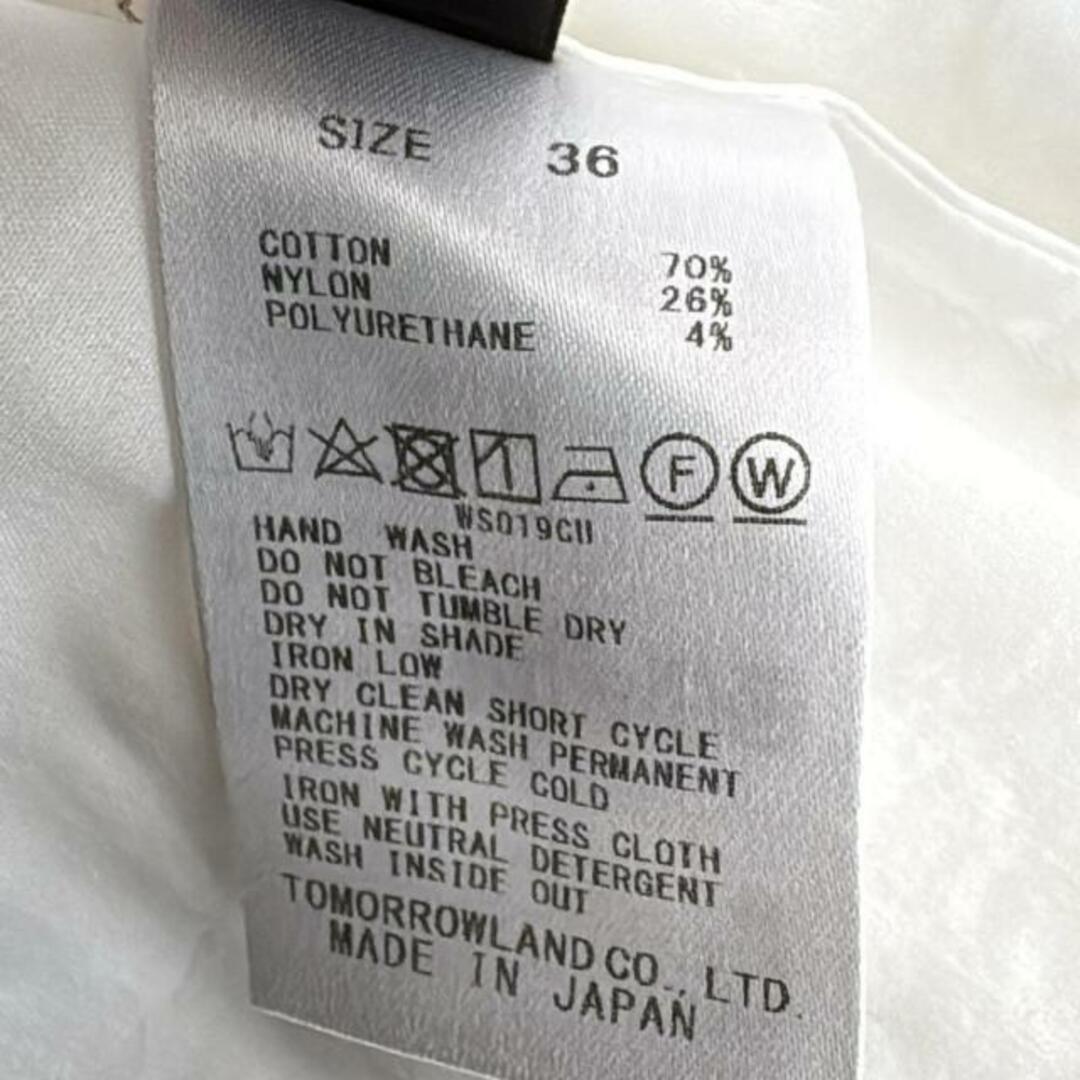 SIZE 36
COTTON 70%
NYLON 26%
POLYURETHANE 4%
F W
WS019CU
HAND WASH
DO NOT BLEACH
DO NOT TUMBLE DRY
DRY IN SHADE
IRON LOW
DRY CLEAN SHORT CYCLE
MACHINE WASH PERMANENT
PRESS CYCLE COLD
IRON WITH PRESS CLOTH
USE NEUTRAL DETERGENT
WASH INSIDE OUT
TOMORROWLAND CO., LTD.
MADE IN JAPAN